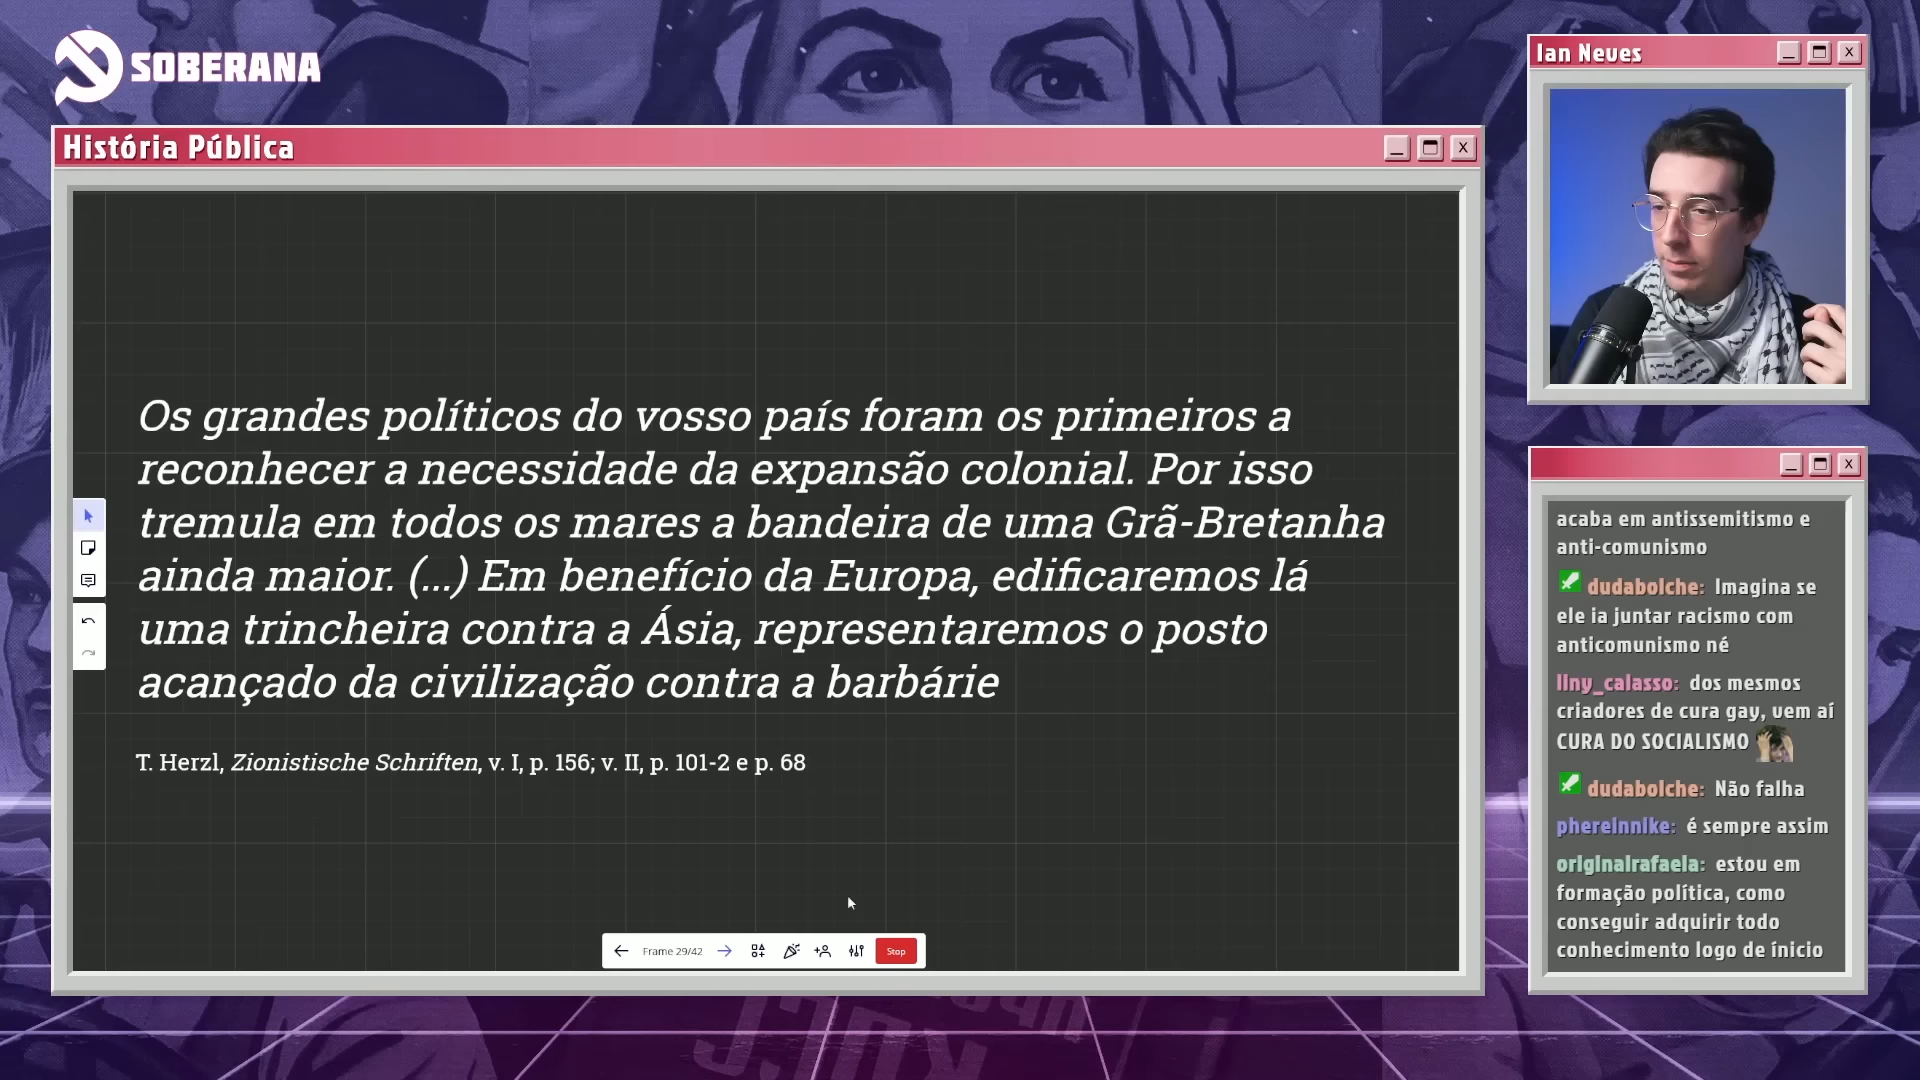 SOBERANA
História Pública
Os grandes políticos do vosso país foram os primeiros a
reconhecer a necessidade da expansão colonial. Por isso
tremula em todos os mares a bandeira de uma Grã-Bretanha
ainda maior. (...) Em benefício da Europa, edificaremos lá
uma trincheira contra a Ásia, representaremos o posto
acançado da civilização contra a barbárie
T. Herzl, Zionistische Schriften, v. I, p. 156; v. II, p. 101-2 e p. 68
Frame 29/42
Stop
Ian Neves
acaba em antissemitismo e
anti-comunismo
dudabolche: Imagina se
ele ia juntar racismo com
anticomunismo né
liny_calasso: dos mesmos
criadores de cura gay, vem aí
CURA DO SOCIALISMO
dudabolche: Não falha
phereinnike: é sempre assim
originalrafaela: estou em
formação política, como
conseguir adquirir todo
conhecimento logo de ínicio